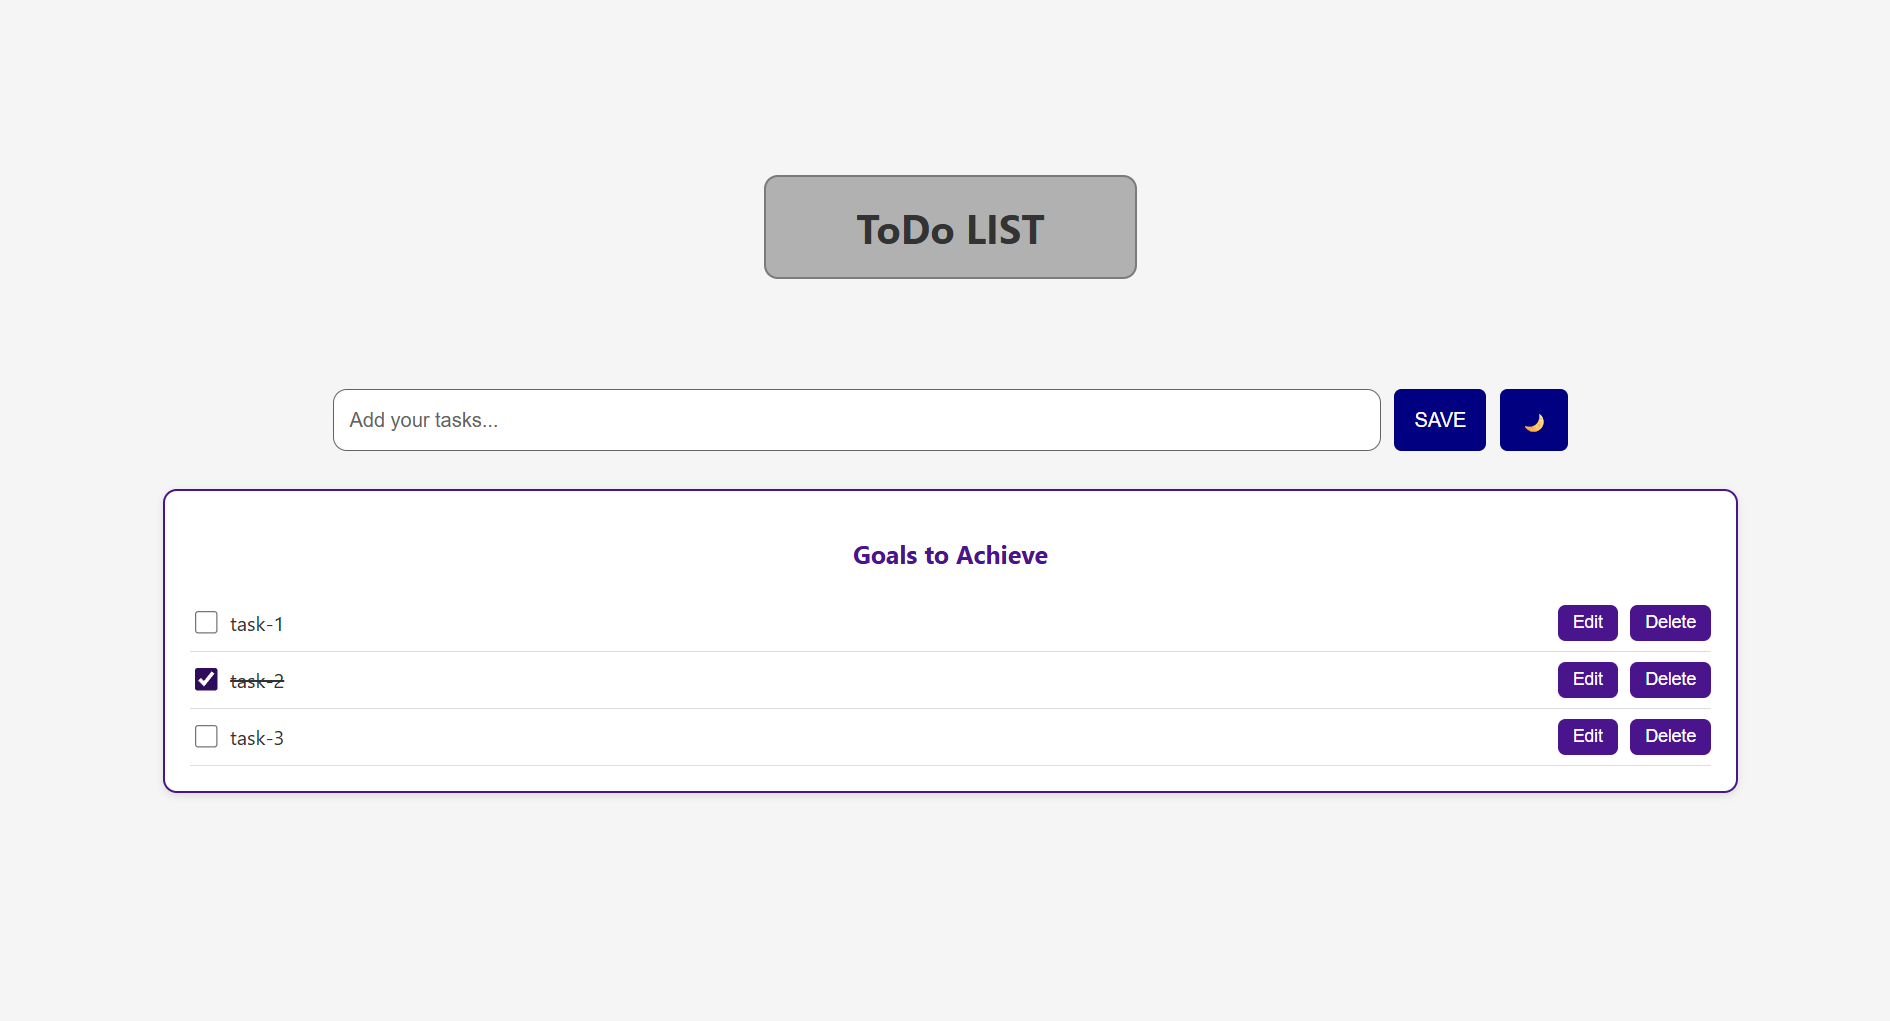 ToDo LIST
Add your tasks...
SAVE
Goals to Achieve
task-1 Edit Delete
task-2 Edit Delete
task-3 Edit Delete